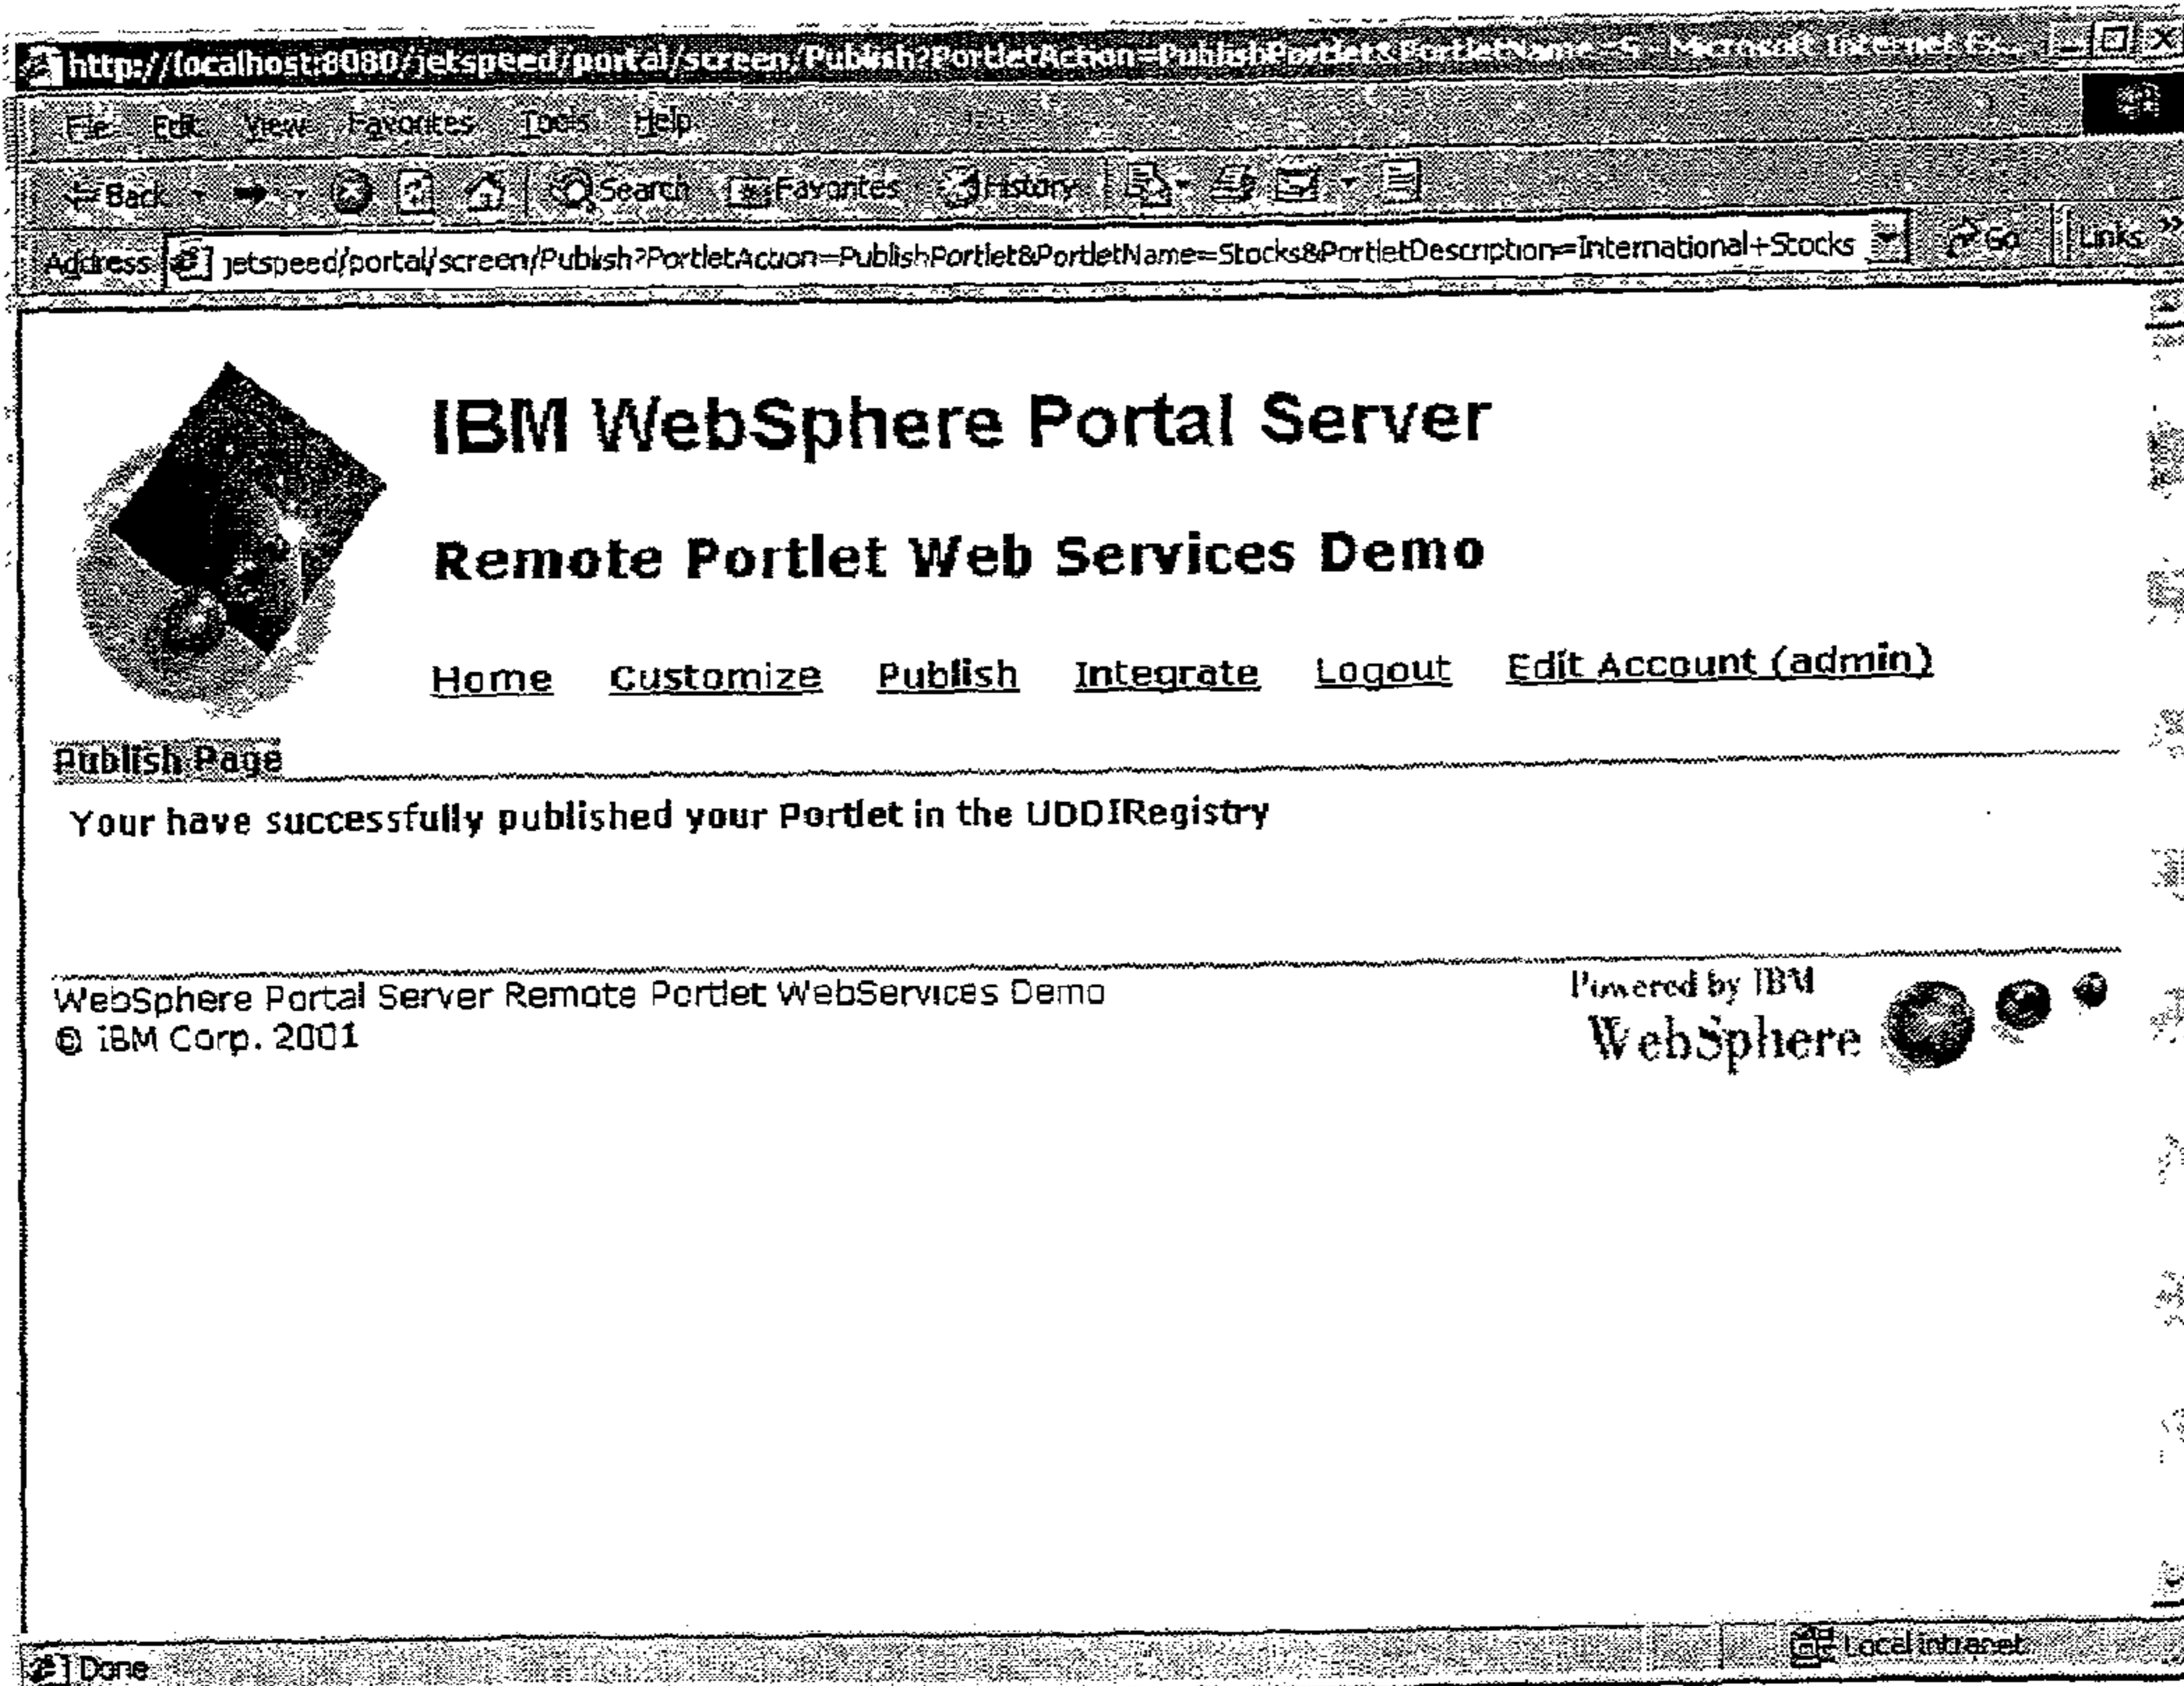 http://localhost:8080/jetspeed/portal/screen/Publish?PortletAction=PublishPortlet&PortletName=S - Microsoft Internet Ex...
File Edit View Favorites Tools Help
Back Search Favorites History
Address jetspeed/portal/screen/Publish?PortletAction=PublishPortlet&PortletName=Stocks&PortletDescription=International+Stocks Go Links »
IBM WebSphere Portal Server
Remote Portlet Web Services Demo
Home Customize Publish Integrate Logout Edit Account (admin)
Publish Page
Your have successfully published your Portlet in the UDDIRegistry
WebSphere Portal Server Remote Portlet WebServices Demo
© IBM Corp. 2001
Powered by IBM
WebSphere
Done Local intranet